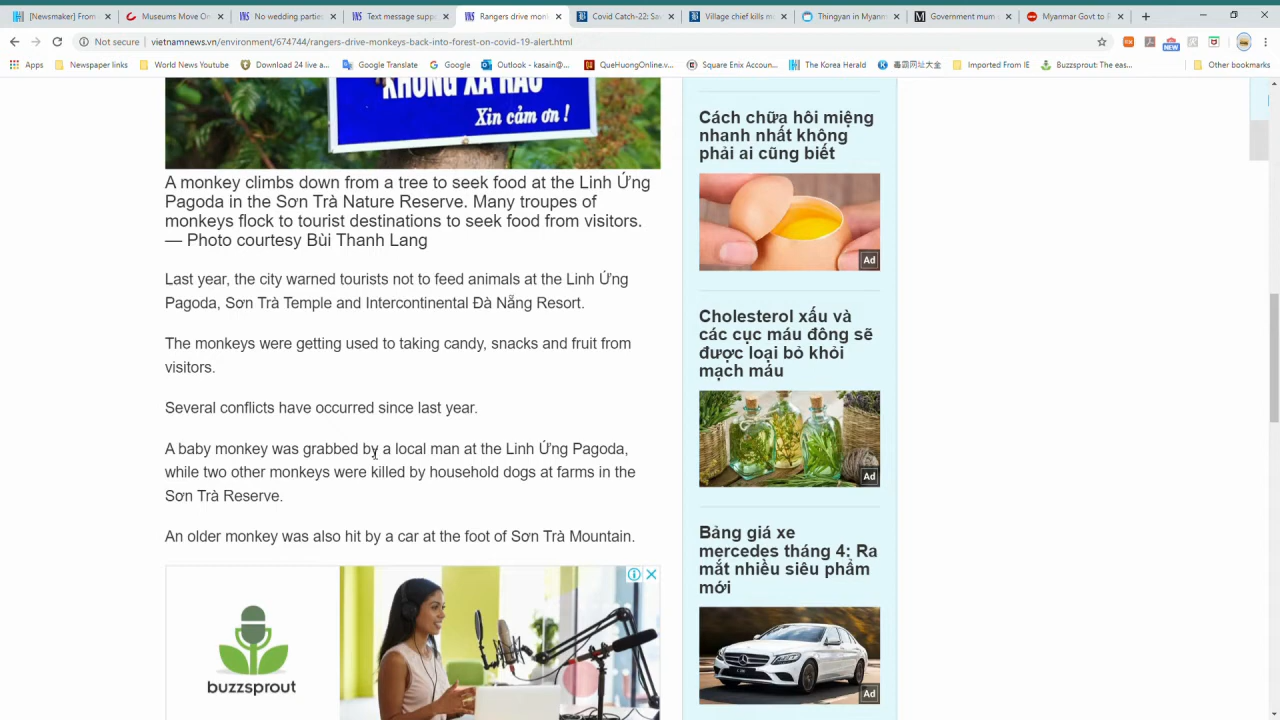 [Newsmaker] From
Museums Move On
No wedding parties
Text message supp
Rangers drive monk
Covid Catch-22; Sa
Village chief kills m
Thingyan in Myanm
Government mum
Myanmar Govt to R
Not secure | vietnamnews.vn/environment/674744/rangers-drive-monkeys-back-into-forest-on-covid-19-alert.html
NEW
Apps
Newspaper links
World News Youtube
Download 24 live a...
Google Translate
Google
Outlook - kasain@...
QueHuongOnline.v...
Square Enix Accoun...
The Korea Herald
Imported From IE
Buzzsprout: The eas...
Other bookmarks
Xin cảm ơn !
A monkey climbs down from a tree to seek food at the Linh Ứng
Pagoda in the Sơn Trà Nature Reserve. Many troupes of
monkeys flock to tourist destinations to seek food from visitors.
— Photo courtesy Bùi Thanh Lang
Last year, the city warned tourists not to feed animals at the Linh Ứng
Pagoda, Sơn Trà Temple and Intercontinental Đà Nẵng Resort.
The monkeys were getting used to taking candy, snacks and fruit from
visitors.
Several conflicts have occurred since last year.
A baby monkey was grabbed by a local man at the Linh Ứng Pagoda,
while two other monkeys were killed by household dogs at farms in the
Sơn Trà Reserve.
An older monkey was also hit by a car at the foot of Sơn Trà Mountain.
buzzsprout
Cách chữa hôi miệng
nhanh nhất không
phải ai cũng biết
Ad
Cholesterol xấu và
các cục máu đông sẽ
được loại bỏ khỏi
mạch máu
Ad
Bảng giá xe
mercedes tháng 4: Ra
mắt nhiều siêu phẩm
mới
Ad